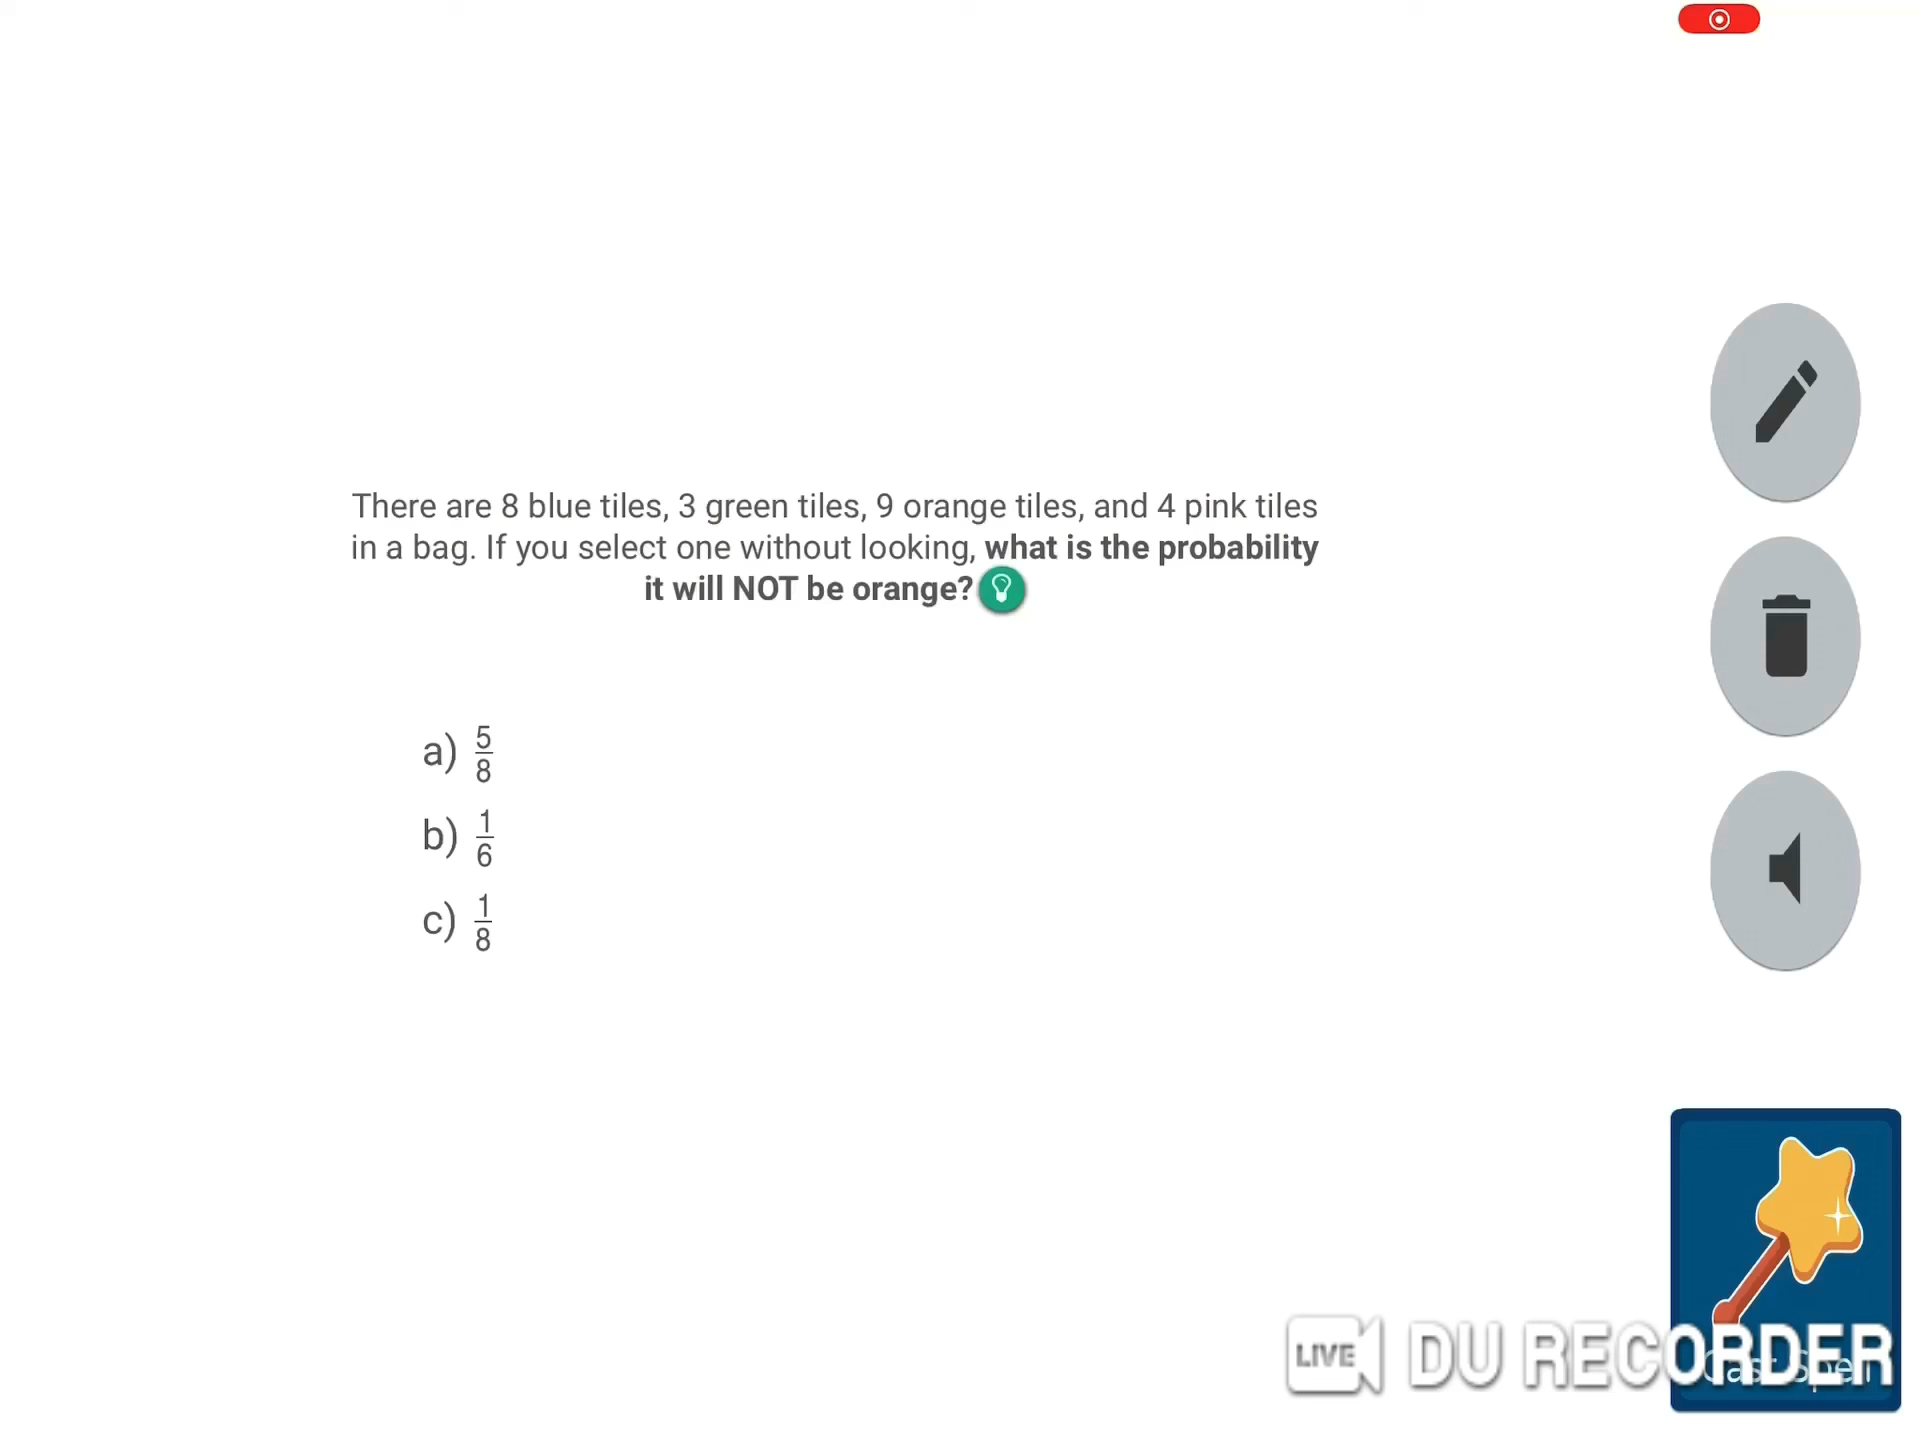 There are 8 blue tiles, 3 green tiles, 9 orange tiles, and 4 pink tiles
in a bag. If you select one without looking, what is the probability
it will NOT be orange?
a) 5/8
b) 1/6
c) 1/8
LIVE DU RECORDER
Cast Spell